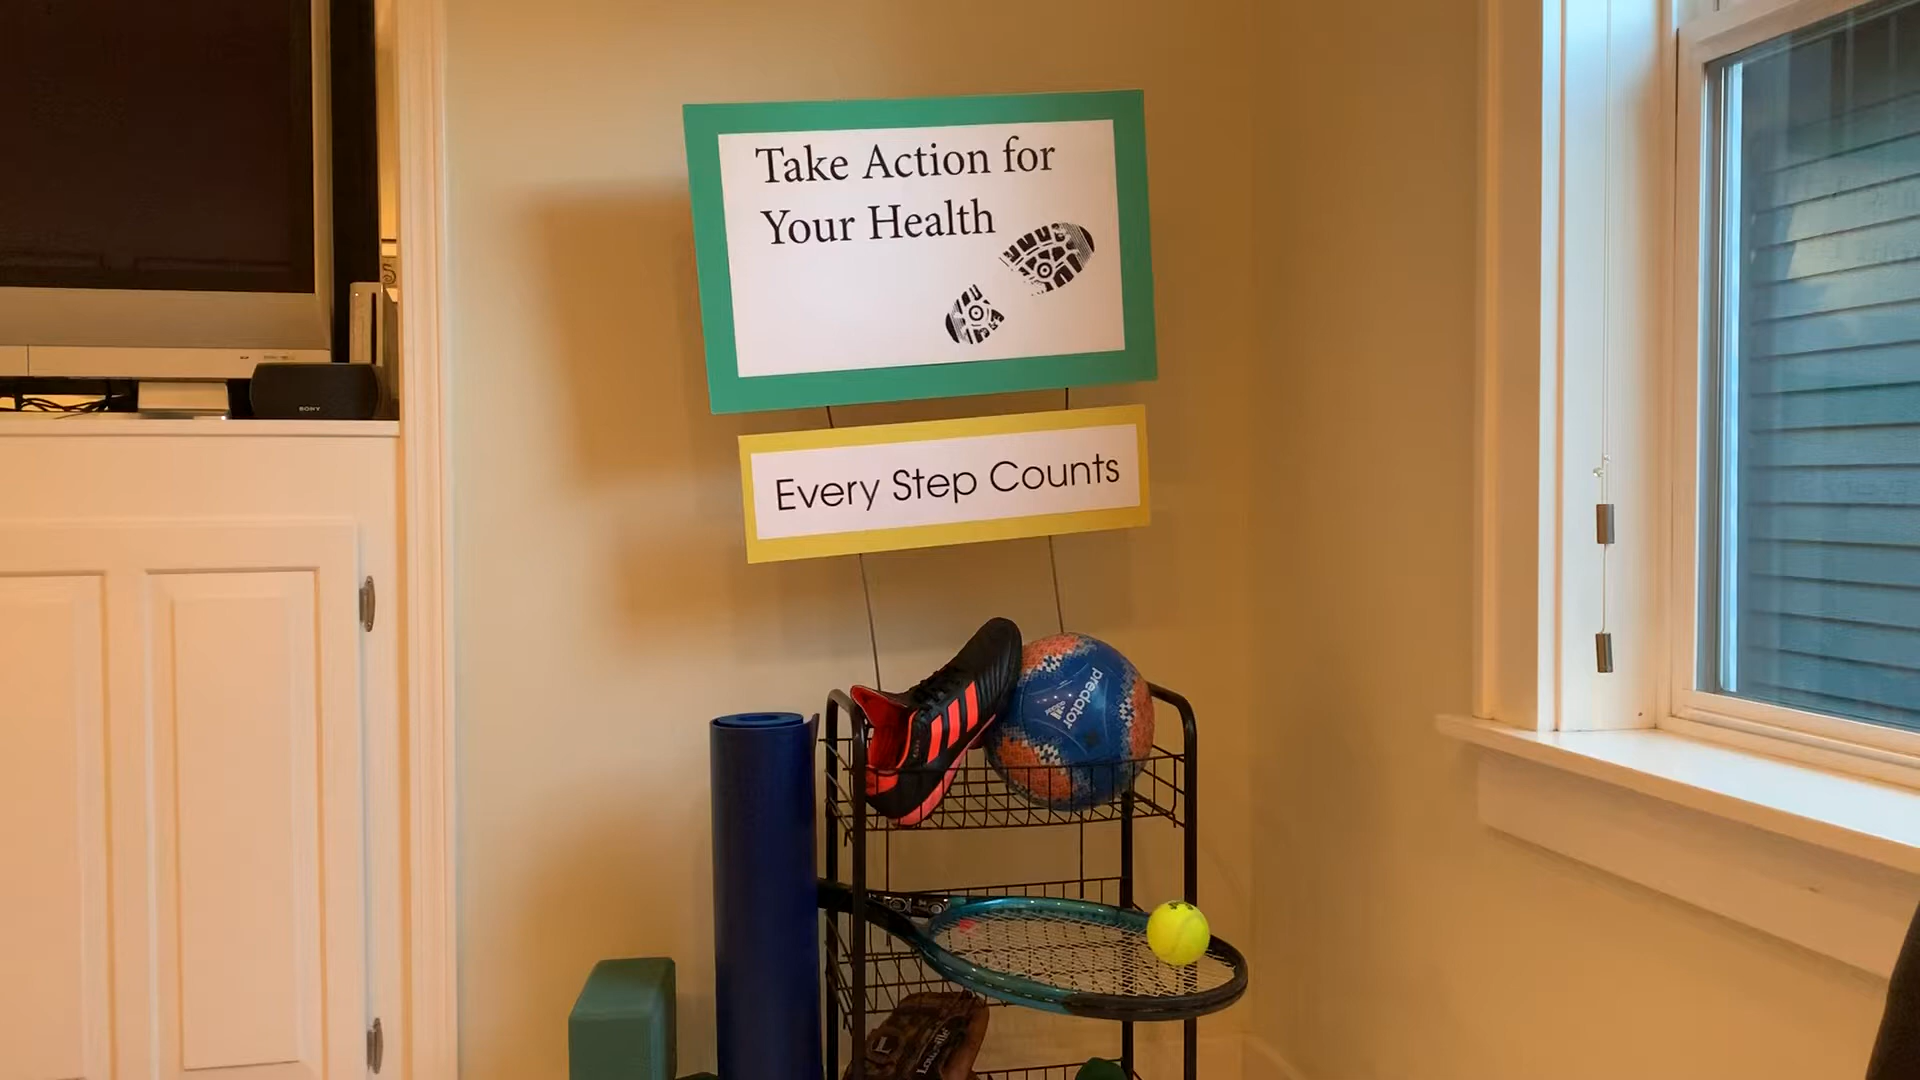 Take Action for
Your Health
Every Step Counts
SONY
predator